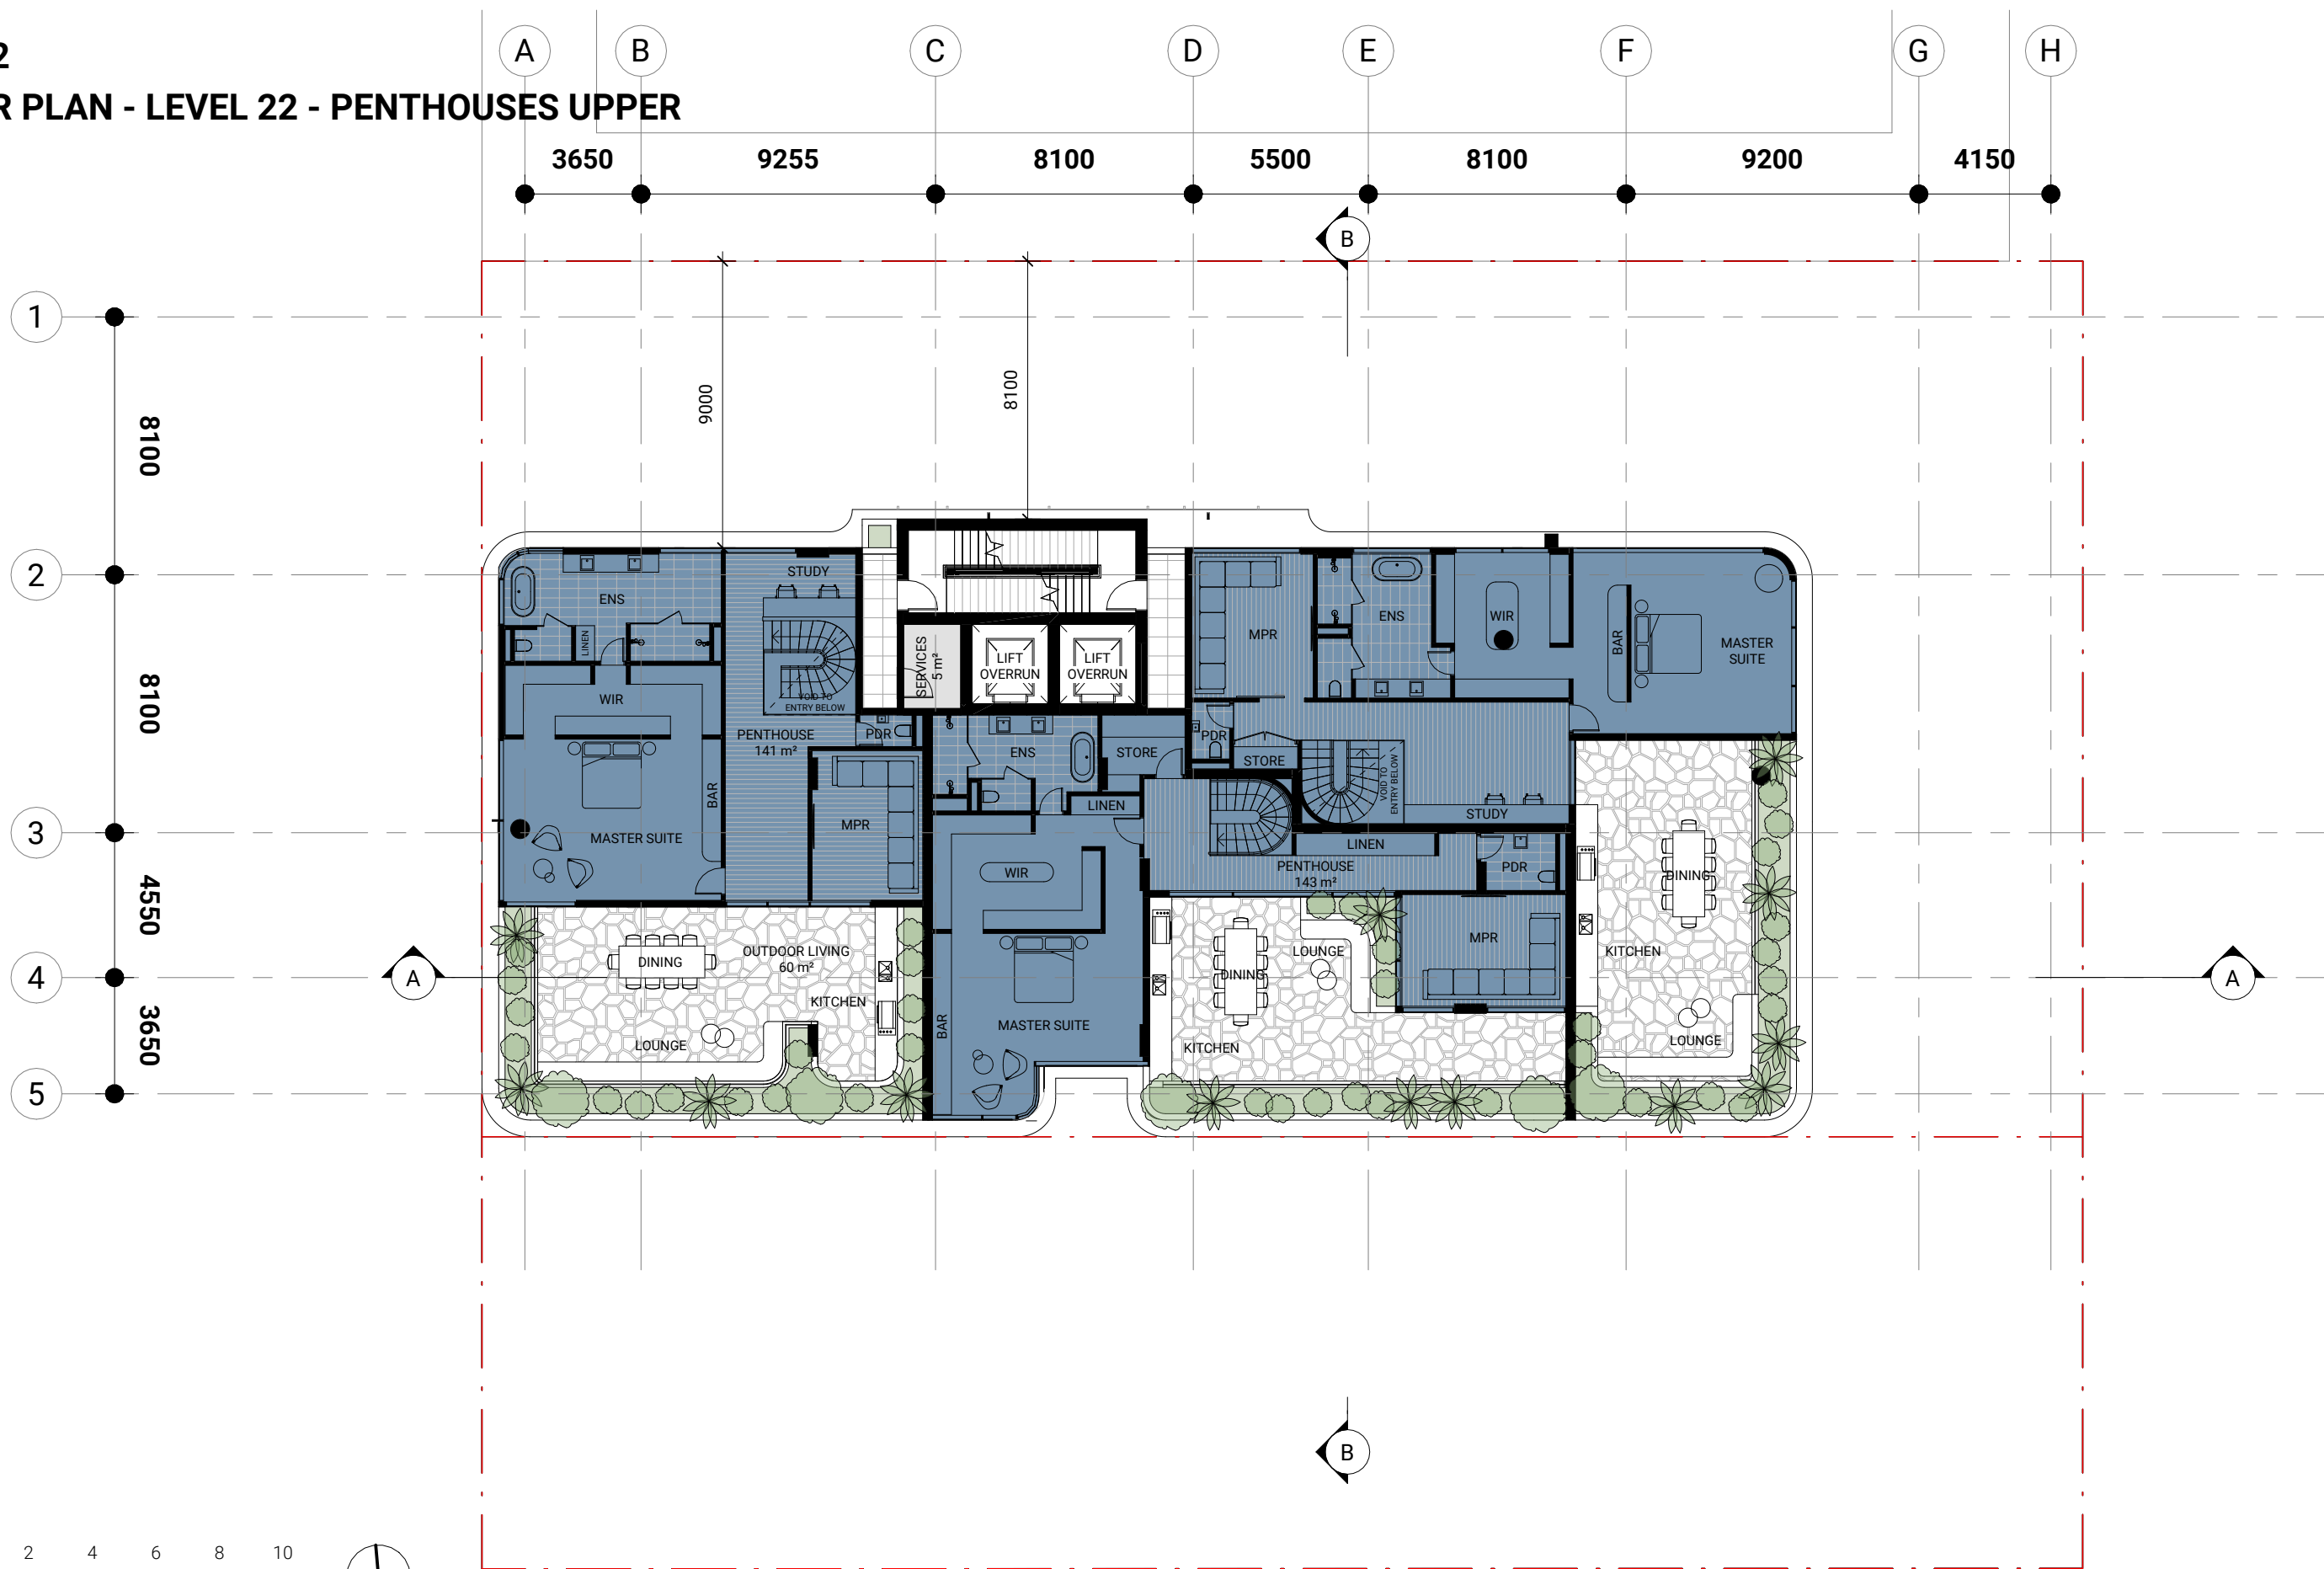 A B C D E F G H
2
R PLAN - LEVEL 22 - PENTHOUSES UPPER
3650 9255 8100 5500 8100 9200 4150
B
1
9000
8100
8100
2
STUDY
ENS
LINEN
WIR
VOID TO
ENTRY BELOW
SERVICES
5 m²
LIFT
OVERRUN
LIFT
OVERRUN
MPR
ENS
WIR
BAR
MASTER
SUITE
8100
PENTHOUSE
141 m²
PDR
BAR
MPR
MASTER SUITE
ENS
STORE
LINEN
PDR
STORE
VOID TO
ENTRY BELOW
STUDY
3
LINEN
PENTHOUSE
143 m²
PDR
WIR
DINING
4550
MPR
LOUNGE
DINING
KITCHEN
OUTDOOR LIVING
60 m²
DINING
KITCHEN
LOUNGE
4
A
A
3650
BAR
MASTER SUITE
KITCHEN
LOUNGE
5
B
2 4 6 8 10